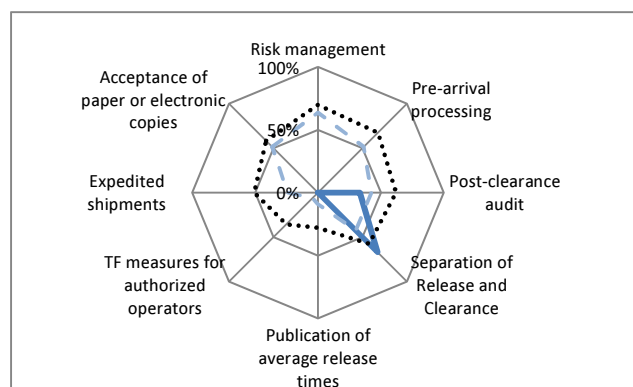 Risk management
100%
Acceptance of
paper or electronic
copies
Pre-arrival
processing
50%
Expedited
shipments
0%
Post-clearance
audit
TF measures for
authorized
operators
Separation of
Release and
Clearance
Publication of
average release
times